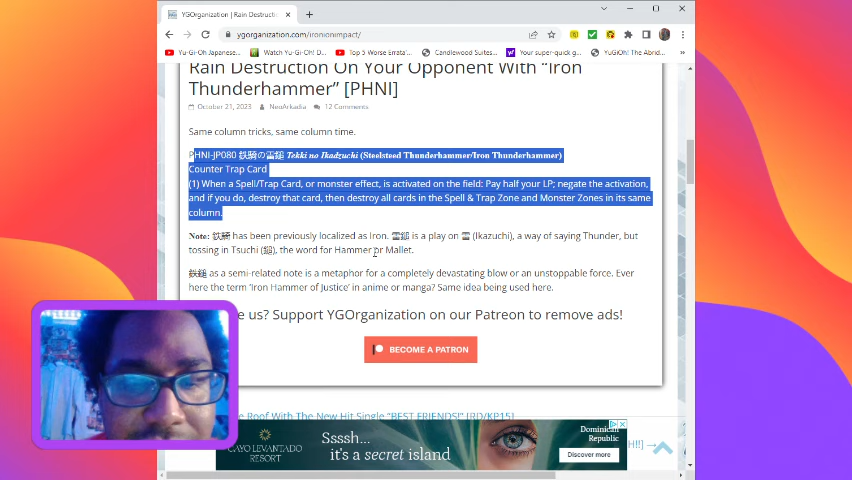 YGOrganization | Rain Destructio
ygorganization.com/ironionimpact/
Yu-Gi-Oh Japanese...
Watch Yu-Gi-Oh! D...
Top 5 Worse Errata'...
Candlewood Suites...
Your super-quick g...
YuGiOh! The Abrid...
Rain Destruction On Your Opponent With “Iron
Thunderhammer” [PHNI]
October 21, 2023 NeoArkadia 12 Comments
Same column tricks, same column time.
PHNI-JP080 鉄騎の雷鎚 Tekki no Ikadzuchi (Steelsteed Thunderhammer/Iron Thunderhammer)
Counter Trap Card
(1) When a Spell/Trap Card, or monster effect, is activated on the field: Pay half your LP; negate the activation,
and if you do, destroy that card, then destroy all cards in the Spell & Trap Zone and Monster Zones in its same
column.
Note: 鉄騎 has been previously localized as Iron. 雷鎚 is a play on 雷 (Ikazuchi), a way of saying Thunder, but
tossing in Tsuchi (鎚), the word for Hammer or Mallet.
鉄鎚 as a semi-related note is a metaphor for a completely devastating blow or an unstoppable force. Ever
here the term ‘Iron Hammer of Justice’ in anime or manga? Same idea being used here.
us? Support YGOrganization on our Patreon to remove ads!
BECOME A PATRON
e Roof With The New Hit Single “BEST FRIENDS!” [RD/KP15]
H!!] →
CAYO LEVANTADO
RESORT
Ssssh...
it's a secret island
Dominican
Republic
Discover more